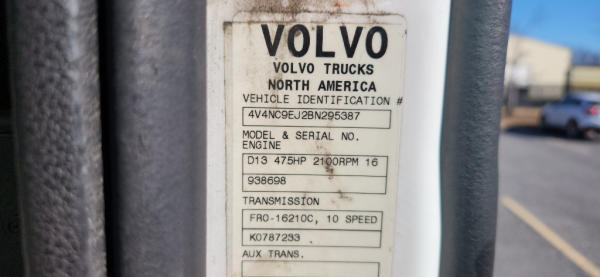 VOLVO
VOLVO TRUCKS
NORTH AMERICA
VEHICLE IDENTIFICATION #
4V4NC9EJ2BN295387
MODEL & SERIAL NO.
ENGINE
D13 475HP 2100RPM 16
938698
TRANSMISSION
FRO-16210C, 10 SPEED
K0787233
AUX TRANS.